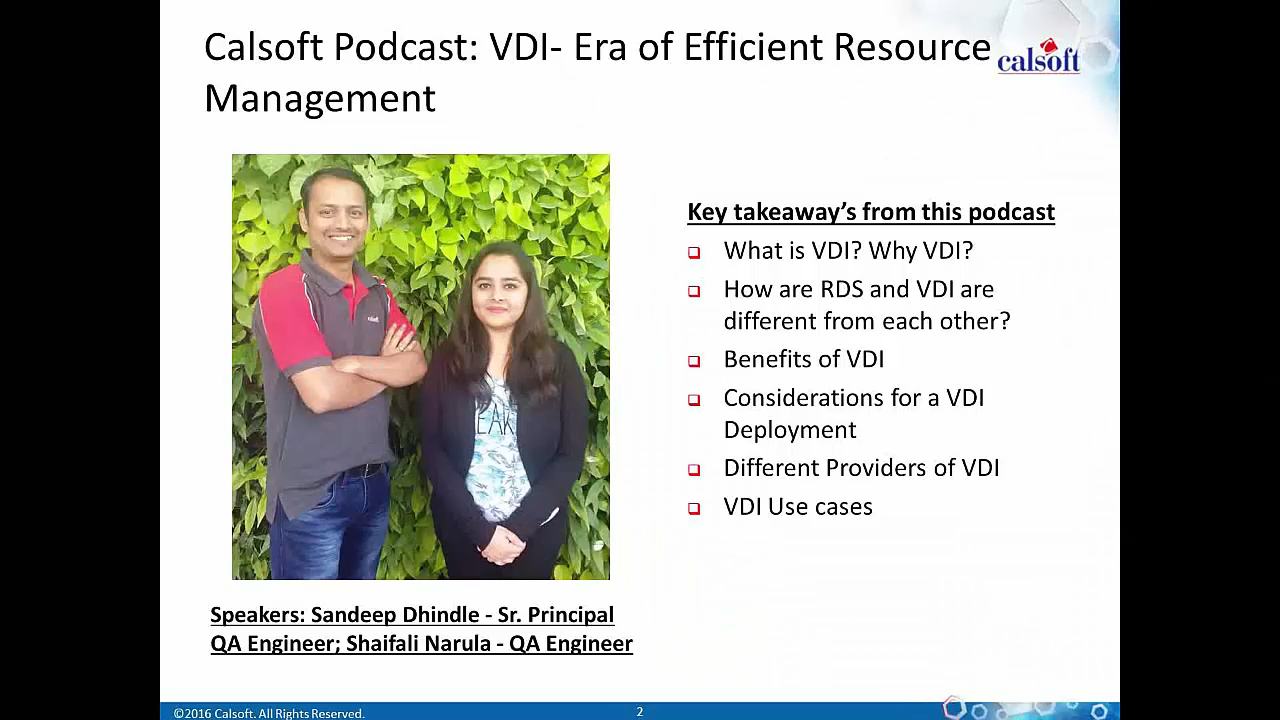 Calsoft Podcast: VDI- Era of Efficient Resource
Management
calsoft
Key takeaway's from this podcast
What is VDI? Why VDI?
How are RDS and VDI are
different from each other?
Benefits of VDI
Considerations for a VDI
Deployment
Different Providers of VDI
VDI Use cases
Speakers: Sandeep Dhindle - Sr. Principal
QA Engineer; Shaifali Narula - QA Engineer
©2016 Calsoft. All Rights Reserved.
2